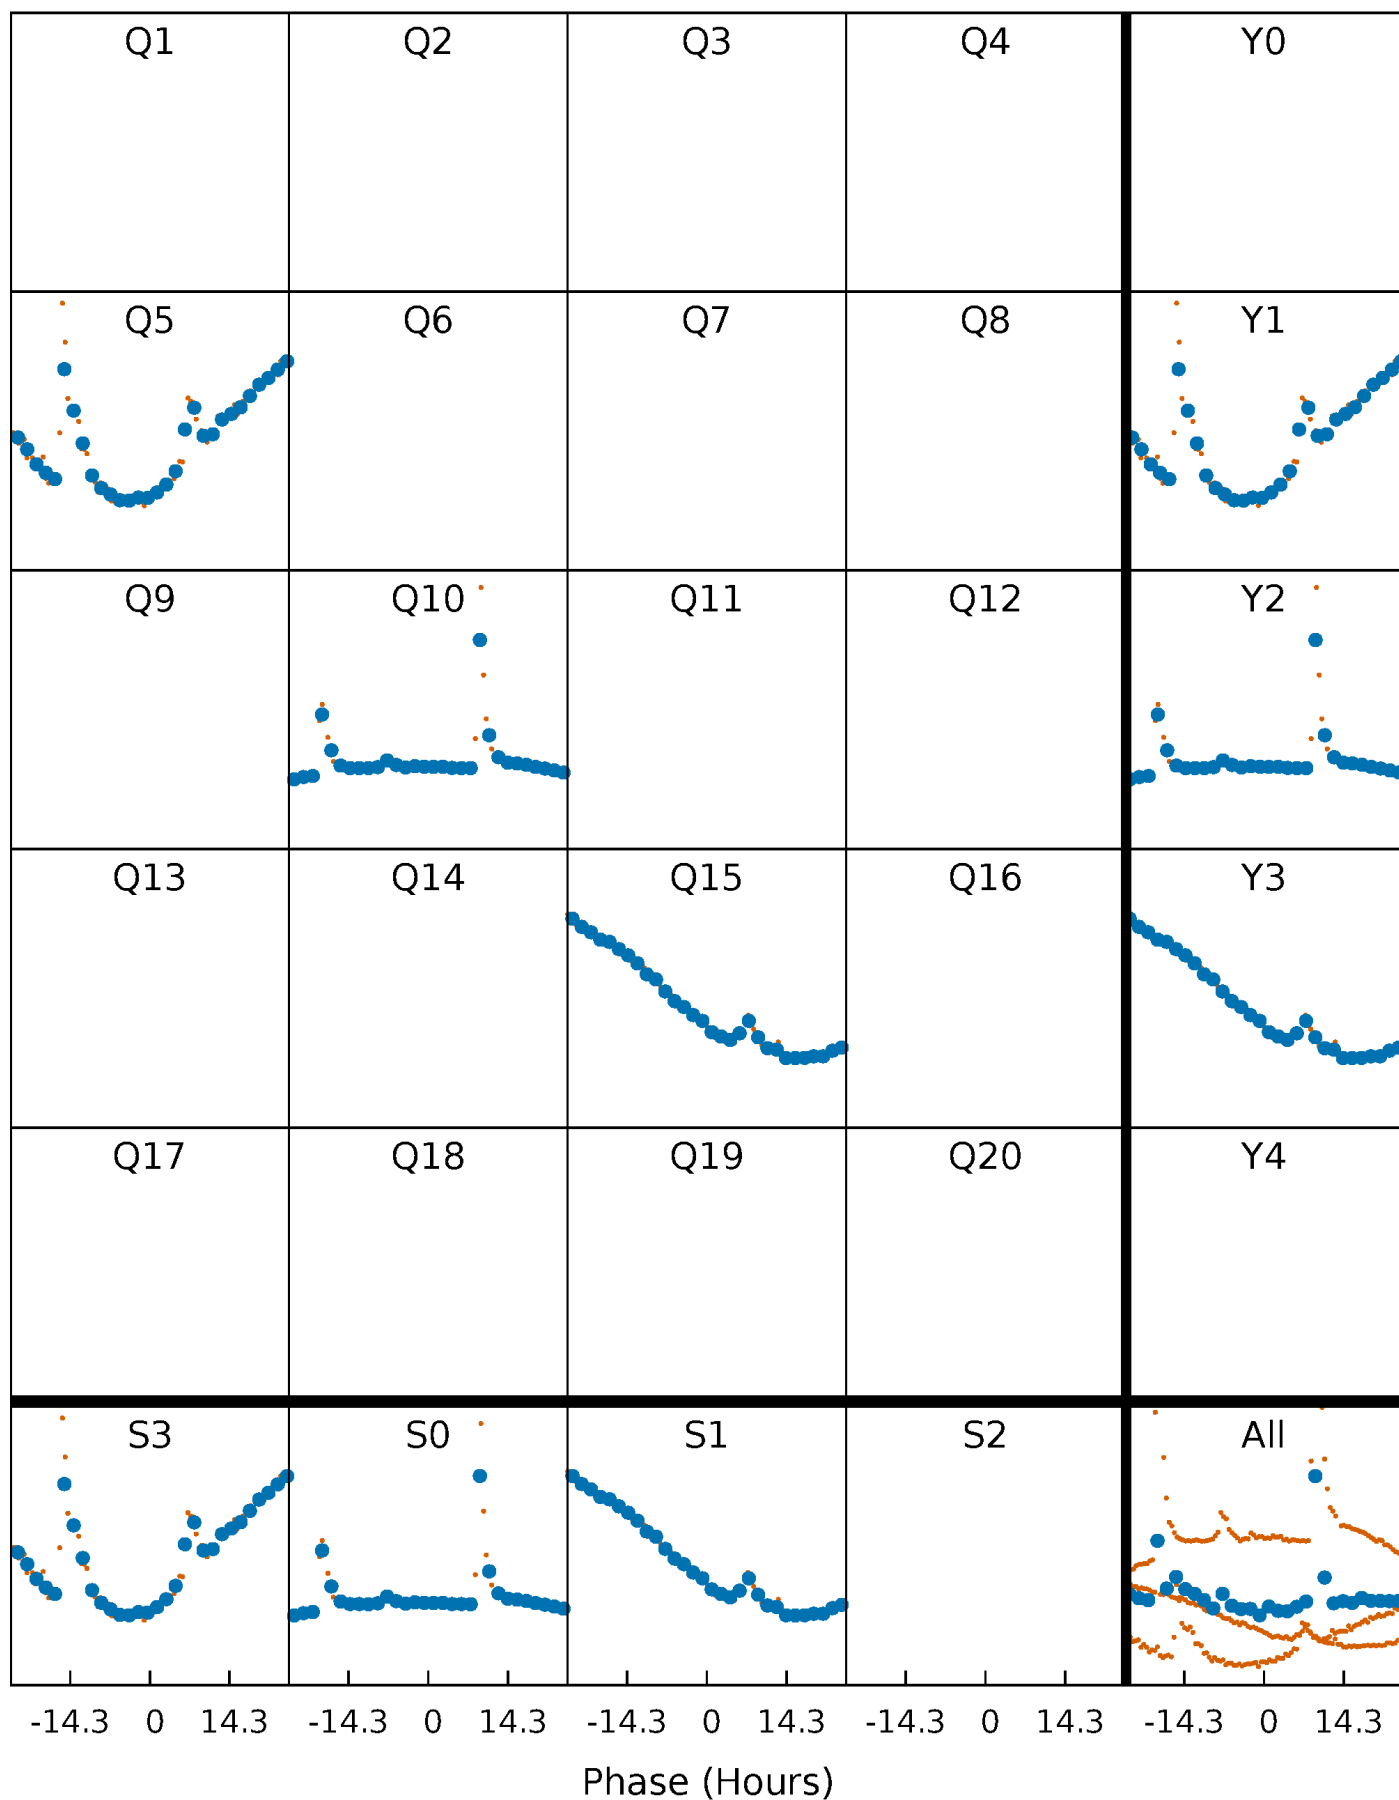 Q1 Q2 Q3 Q4 Y0
Q5 Q6 Q7 Q8 Y1
Q9 Q10 Q11 Q12 Y2
Q13 Q14 Q15 Q16 Y3
Q17 Q18 Q19 Q20 Y4
S3 S0 S1 S2 All
-14.3 0 14.3 -14.3 0 14.3 -14.3 0 14.3 -14.3 0 14.3 -14.3 0 14.3
Phase (Hours)